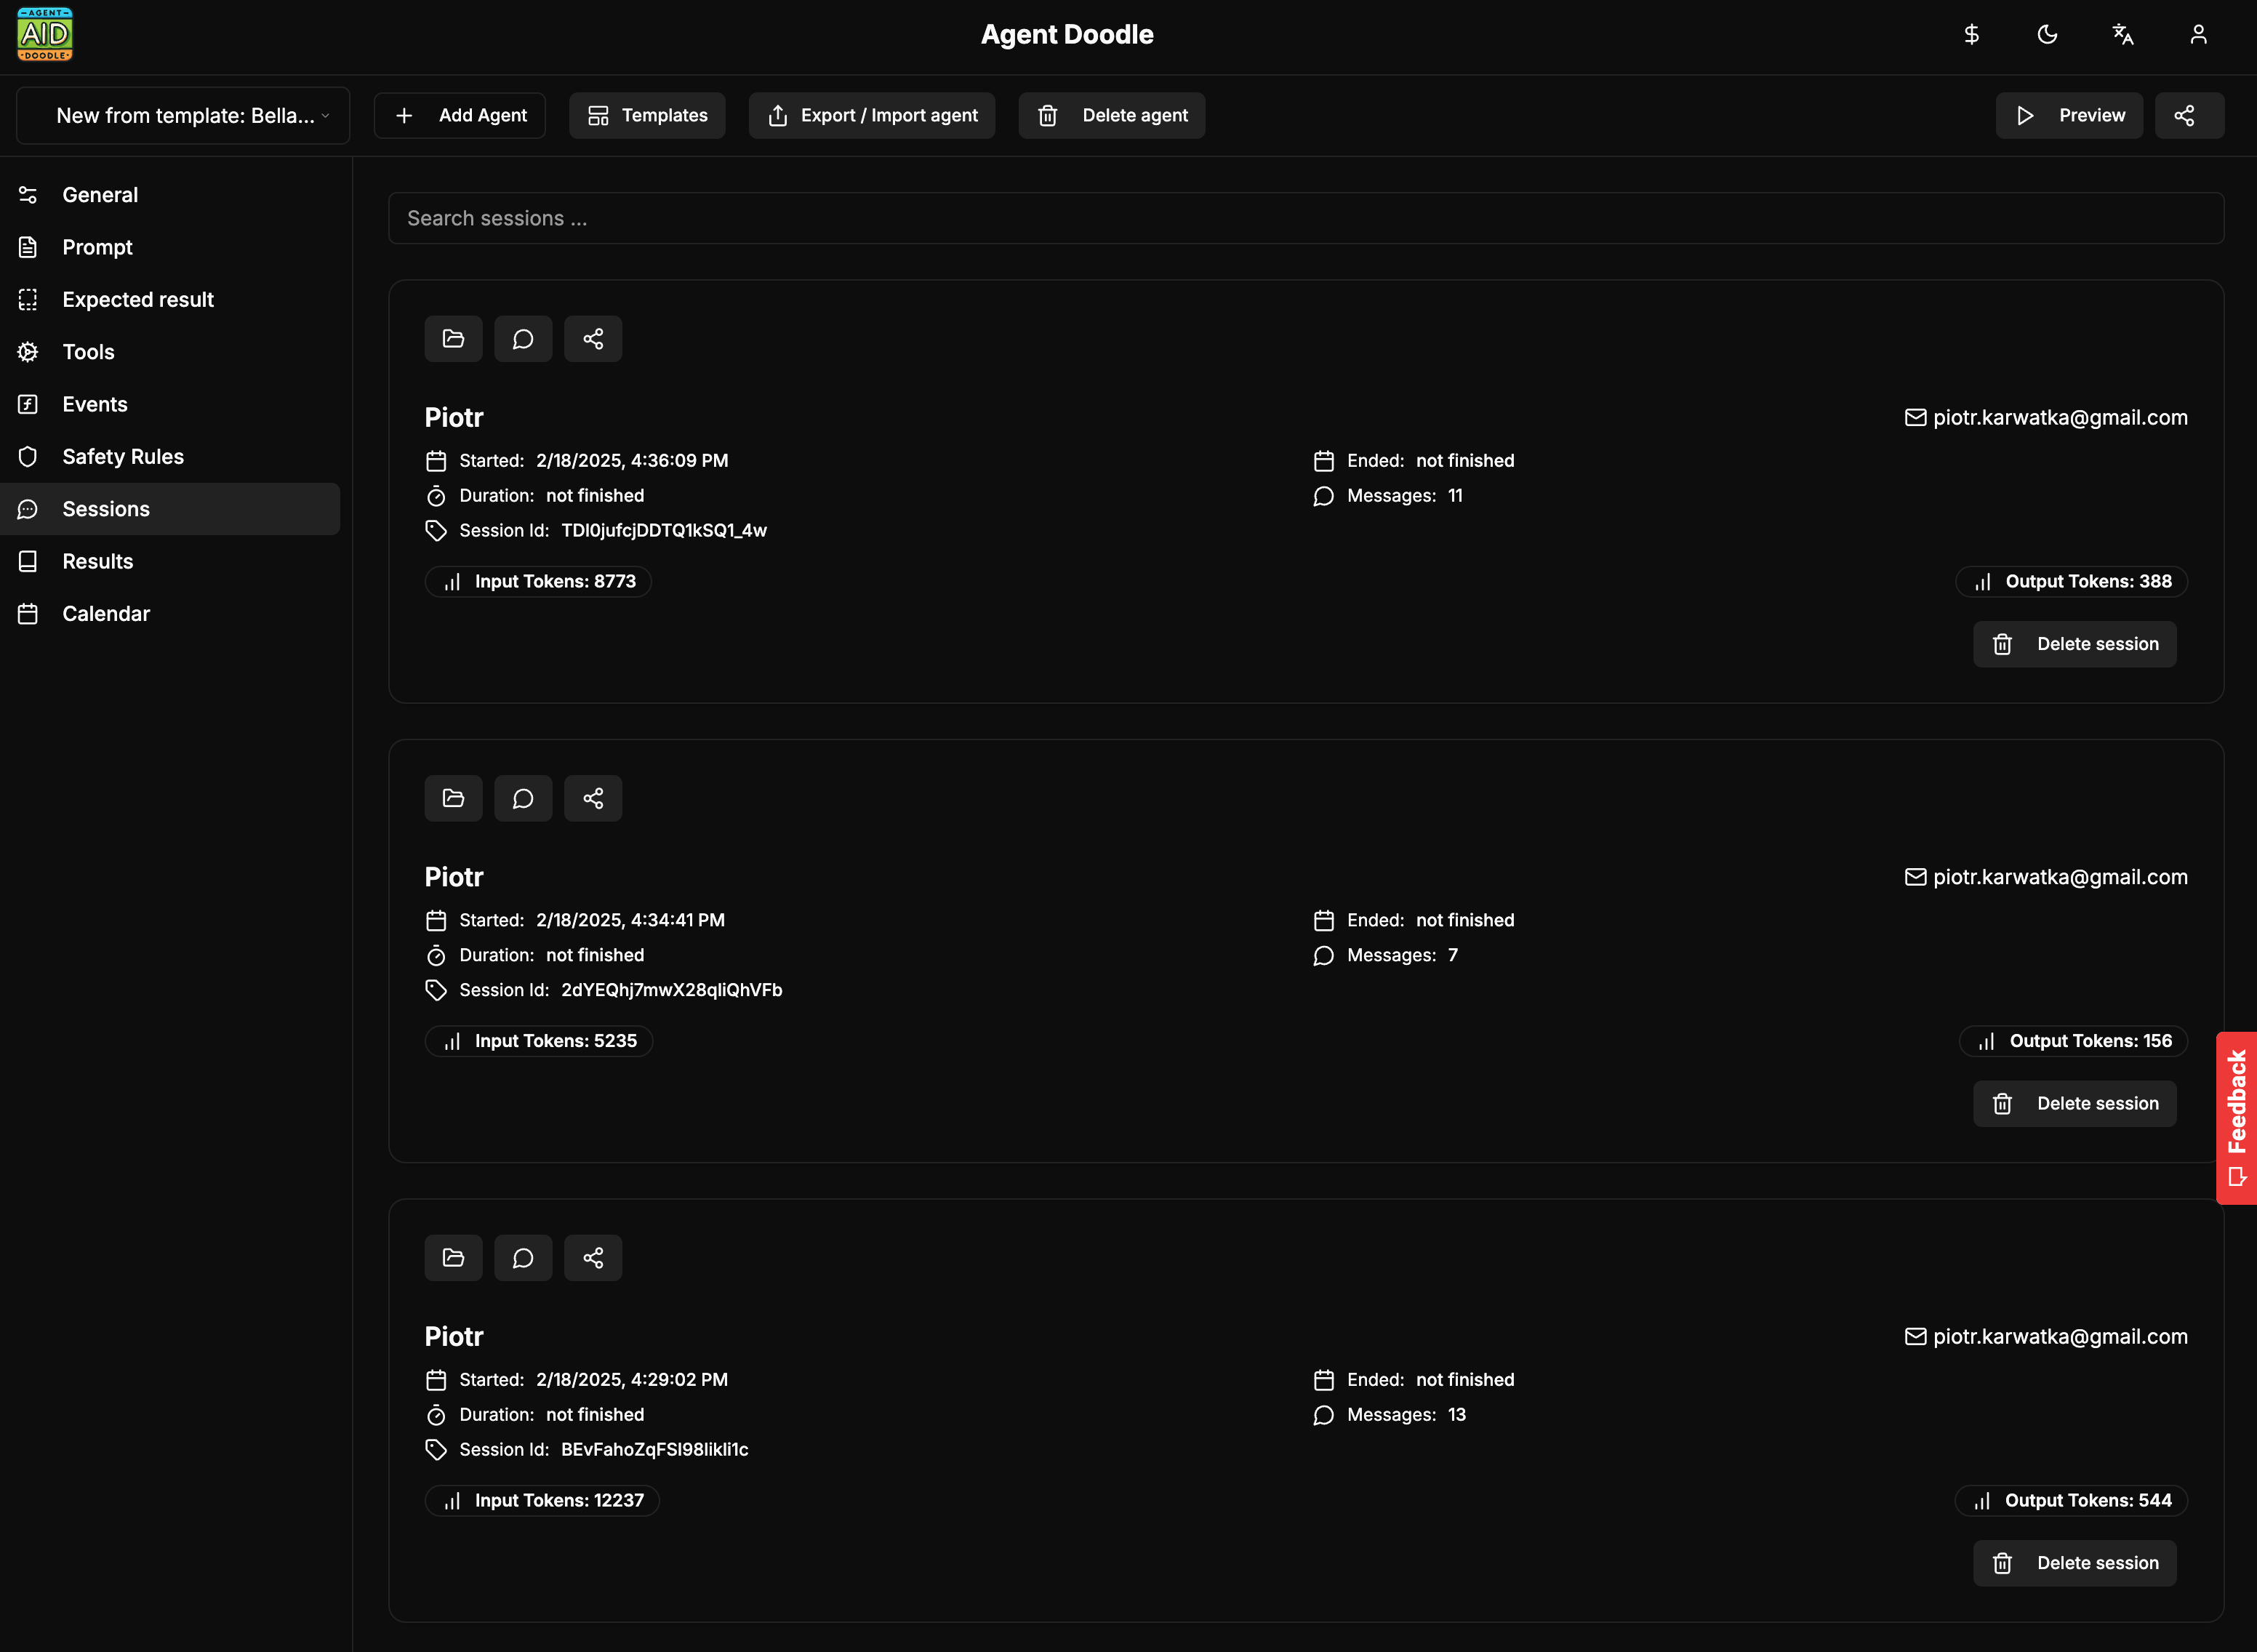 AGENT
AID
DOODLE
Agent Doodle
New from template: Bella...
Add Agent
Templates
Export / Import agent
Delete agent
Preview
General
Prompt
Expected result
Tools
Events
Safety Rules
Sessions
Results
Calendar
Search sessions ...
Piotr
piotr.karwatka@gmail.com
Started: 2/18/2025, 4:36:09 PM
Ended: not finished
Duration: not finished
Messages: 11
Session Id: TDI0jufcjDDTQ1kSQ1_4w
Input Tokens: 8773
Output Tokens: 388
Delete session
Piotr
piotr.karwatka@gmail.com
Started: 2/18/2025, 4:34:41 PM
Ended: not finished
Duration: not finished
Messages: 7
Session Id: 2dYEQhj7mwX28qIiQhVFb
Input Tokens: 5235
Output Tokens: 156
Delete session
Feedback
Piotr
piotr.karwatka@gmail.com
Started: 2/18/2025, 4:29:02 PM
Ended: not finished
Duration: not finished
Messages: 13
Session Id: BEvFahoZqFSI98likIi1c
Input Tokens: 12237
Output Tokens: 544
Delete session